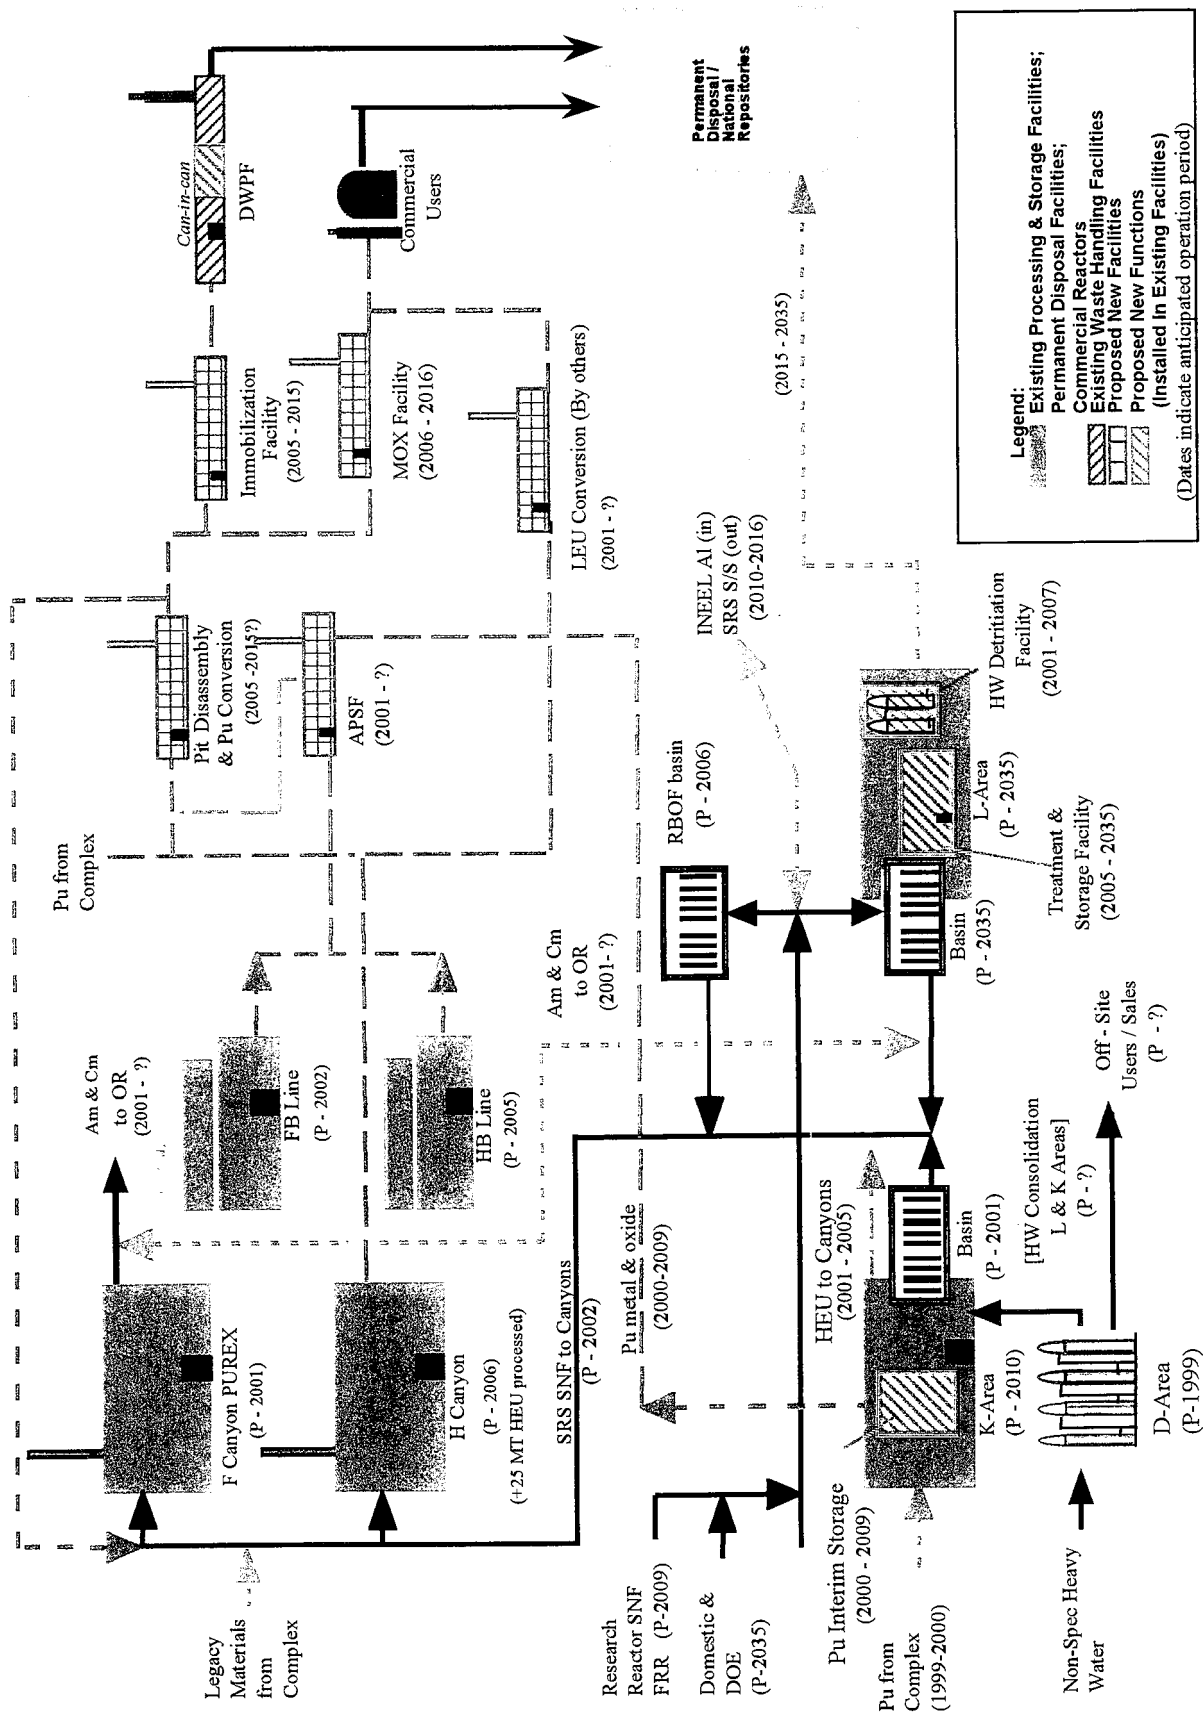 Legacy
Materials
from
Complex
F Canyon PUREX
(P - 2001)
Am & Cm
to OR
(2001 - ?)
FB Line
(P - 2002)
H Canyon
(P - 2006)
(+25 MT HEU processed)
HB Line
(P - 2005)
Pu from
Complex
Pit Disassembly
& Pu Conversion
(2005 -2015?)
APSF
(2001 - ?)
Immobilization
Facility
(2005 - 2015)
MOX Facility
(2006 - 2016)
LEU Conversion (By others)
(2001 - ?)
Can-in-can
DWPF
Commercial
Users
Permanent
Disposal /
National
Repositories
SRS SNF to Canyons
(P - 2002)
Am & Cm
to OR
(2001- ?)
Pu metal & oxide
(2000-2009)
Research
Reactor SNF
FRR (P-2009)
Domestic &
DOE
(P-2035)
RBOF basin
(P - 2006)
INEEL Al (in)
SRS S/S (out)
(2010-2016)
(2015 - 2035)
Pu Interim Storage
(2000 - 2009)
HEU to Canyons
(2001 - 2005)
Pu from
Complex
(1999-2000)
K-Area
(P - 2010)
Basin
(P - 2001)
Basin
(P - 2035)
L-Area
(P - 2035)
Treatment &
Storage Facility
(2005 - 2035)
HW Detritiation
Facility
(2001 - 2007)
[HW Consolidation
L & K Areas]
(P - ?)
Non-Spec Heavy
Water
D-Area
(P-1999)
Off - Site
Users / Sales
(P - ?)
Legend:
Existing Processing & Storage Facilities;
Permanent Disposal Facilities;
Commercial Reactors
Existing Waste Handling Facilities
Proposed New Facilities
Proposed New Functions
(Installed In Existing Facilities)
(Dates indicate anticipated operation period)